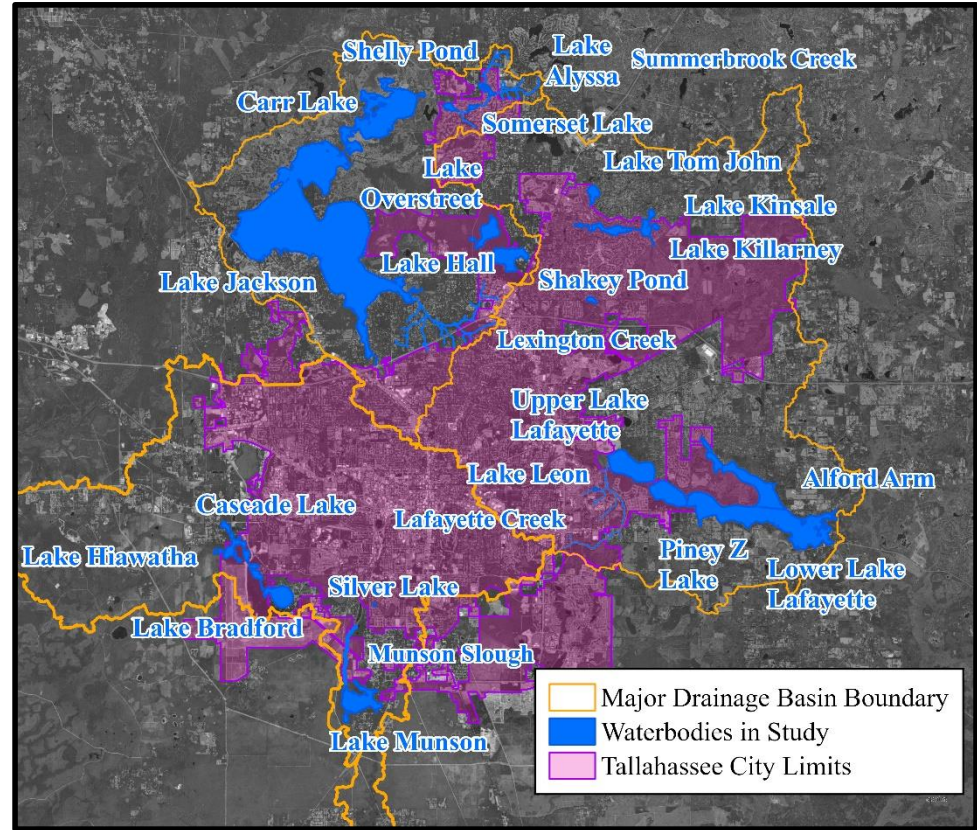 Shelly Pond
Lake
Alyssa
Summerbrook Creek
Carr Lake
Somerset Lake
Lake Tom John
Lake
Overstreet
Lake Kinsale
Lake Hall
Lake Killarney
Lake Jackson
Shakey Pond
Lexington Creek
Upper Lake
Lafayette
Lake Leon
Alford Arm
Cascade Lake
Lafayette Creek
Lake Hiawatha
Piney Z
Lake
Lower Lake
Lafayette
Silver Lake
Lake Bradford
Munson Slough
Lake Munson
Major Drainage Basin Boundary
Waterbodies in Study
Tallahassee City Limits